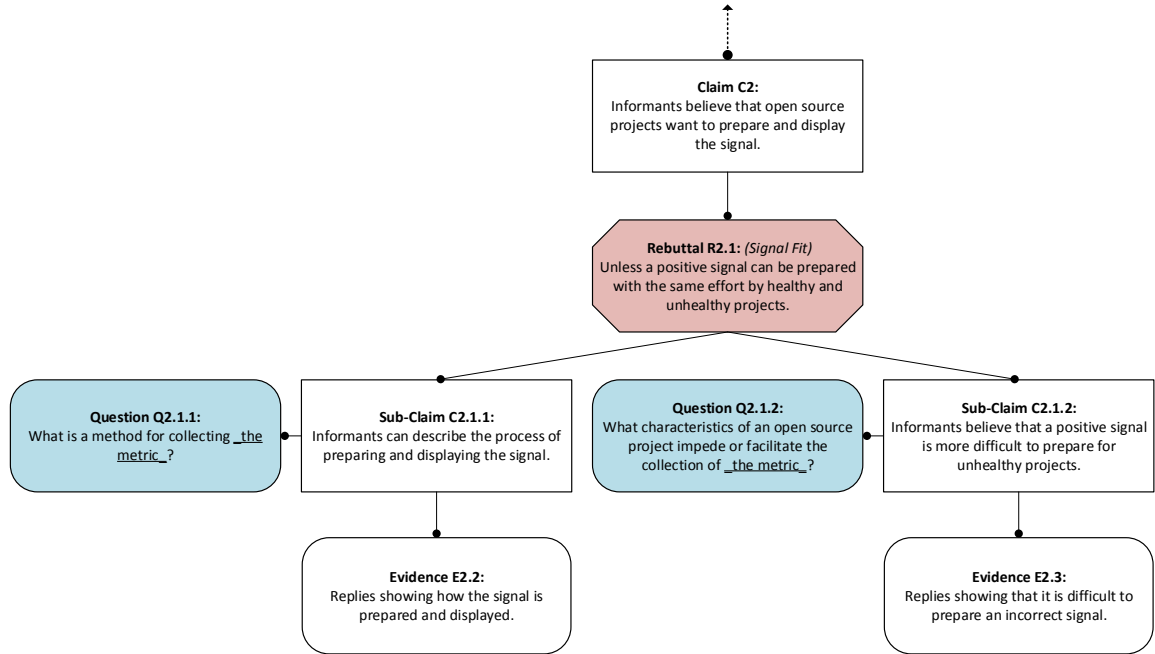 Claim C2:
Informants believe that open source
projects want to prepare and display
the signal.
Rebuttal R2.1: (Signal Fit)
Unless a positive signal can be prepared
with the same effort by healthy and
unhealthy projects.
Question Q2.1.1:
What is a method for collecting _the
metric_?
Sub-Claim C2.1.1:
Informants can describe the process of
preparing and displaying the signal.
Question Q2.1.2:
What characteristics of an open source
project impede or facilitate the
collection of _the metric_?
Sub-Claim C2.1.2:
Informants believe that a positive signal
is more difficult to prepare for
unhealthy projects.
Evidence E2.2:
Replies showing how the signal is
prepared and displayed.
Evidence E2.3:
Replies showing that it is difficult to
prepare an incorrect signal.